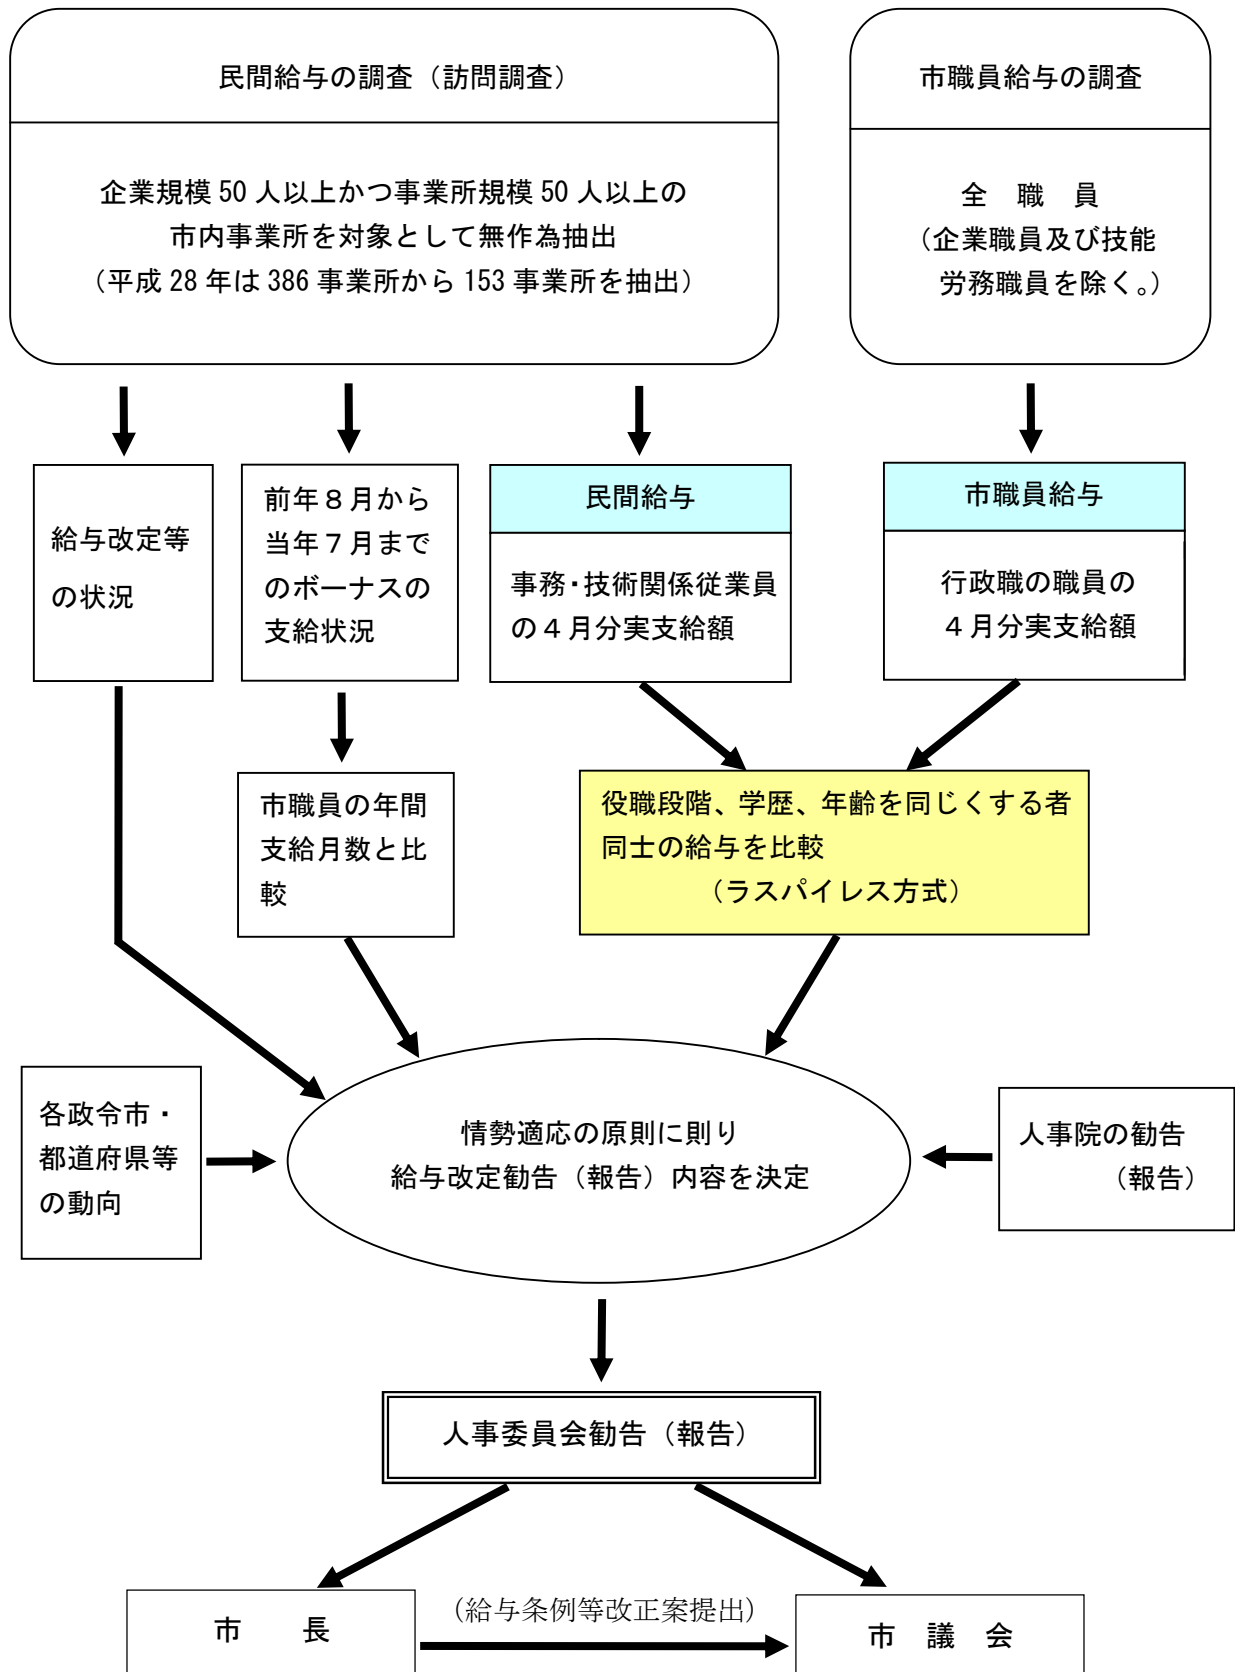 民間給与の調査（訪問調査）
企業規模 50 人以上かつ事業所規模 50 人以上の
市内事業所を対象として無作為抽出
（平成 28 年は 386 事業所から 153 事業所を抽出）
市職員給与の調査
全　職　員
（企業職員及び技能
労務職員を除く。）
給与改定等
の状況
前年８月から
当年７月まで
のボーナスの
支給状況
民間給与
事務・技術関係従業員
の４月分実支給額
市職員給与
行政職の職員の
４月分実支給額
市職員の年間
支給月数と比
較
役職段階、学歴、年齢を同じくする者
同士の給与を比較
（ラスパイレス方式）
各政令市・
都道府県等
の動向
情勢適応の原則に則り
給与改定勧告（報告）内容を決定
人事院の勧告
（報告）
人事委員会勧告（報告）
市　　長
（給与条例等改正案提出）
市　議　会